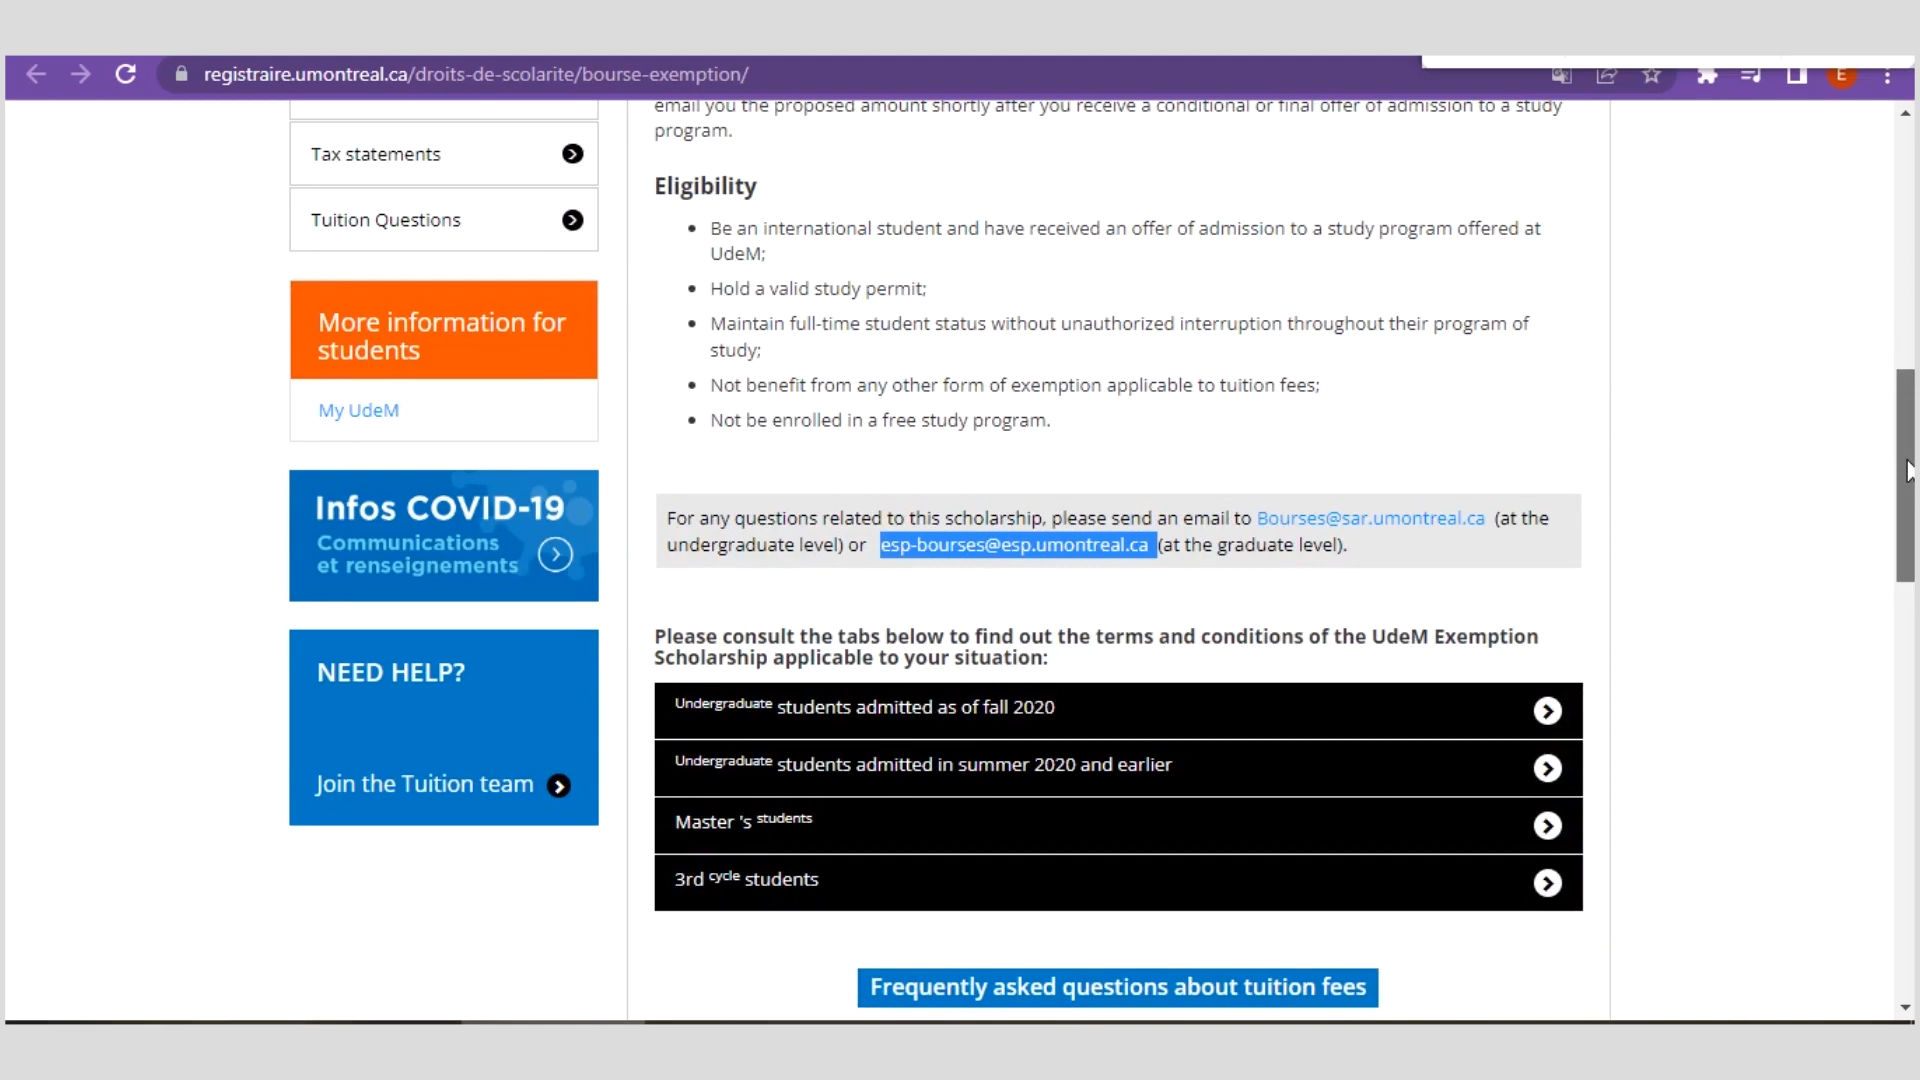 registraire.umontreal.ca/droits-de-scolarite/bourse-exemption/
E
Tax statements
Tuition Questions
More information for
students
My UdeM
Infos COVID-19
Communications
et renseignements
NEED HELP?
Join the Tuition team
email you the proposed amount shortly after you receive a conditional or final offer of admission to a study
program.
Eligibility
• Be an international student and have received an offer of admission to a study program offered at
UdeM;
• Hold a valid study permit;
• Maintain full-time student status without unauthorized interruption throughout their program of
study;
• Not benefit from any other form of exemption applicable to tuition fees;
• Not be enrolled in a free study program.
For any questions related to this scholarship, please send an email to Bourses@sar.umontreal.ca (at the
undergraduate level) or esp-bourses@esp.umontreal.ca (at the graduate level).
Please consult the tabs below to find out the terms and conditions of the UdeM Exemption
Scholarship applicable to your situation:
Undergraduate students admitted as of fall 2020
Undergraduate students admitted in summer 2020 and earlier
Master 's students
3rd cycle students
Frequently asked questions about tuition fees